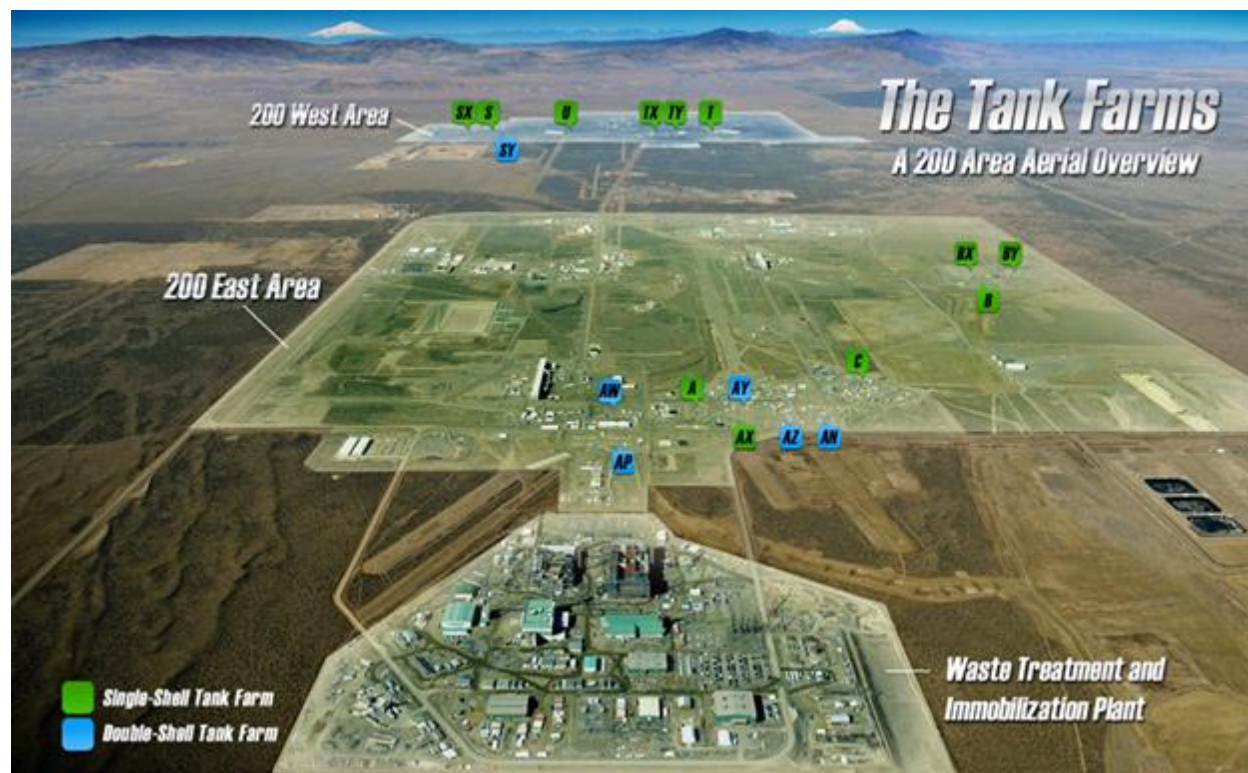 The Tank Farms
A 200 Area Aerial Overview
200 West Area
SX S U TX TY T
SY
200 East Area
BX BY
B
C
AW A AY
AX AZ AN
AP
Waste Treatment and
Immobilization Plant
Single-Shell Tank Farm
Double-Shell Tank Farm